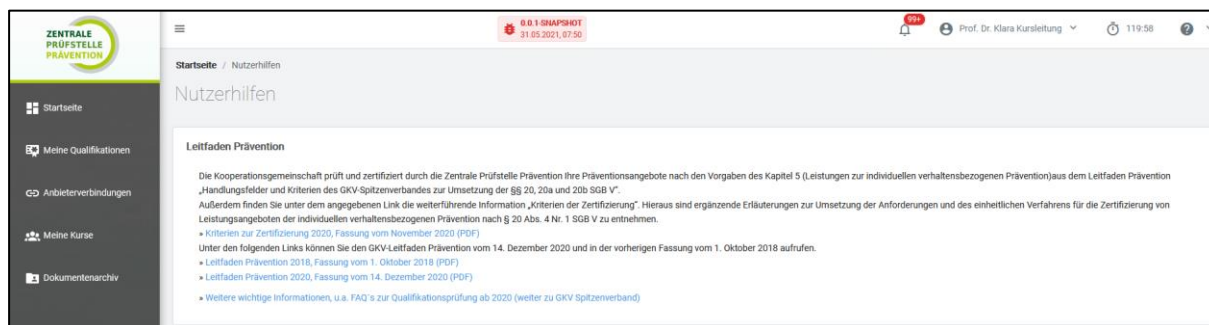 ZENTRALE
PRÜFSTELLE
PRÄVENTION
0.0.1-SNAPSHOT
31.05.2021, 07:50
99+
Prof. Dr. Klara Kursleitung
119:58
?
Startseite / Nutzerhilfen
Nutzerhilfen
Startseite
Meine Qualifikationen
Anbieterverbindungen
Meine Kurse
Dokumentenarchiv
Leitfaden Prävention
Die Kooperationsgemeinschaft prüft und zertifiziert durch die Zentrale Prüfstelle Prävention Ihre Präventionsangebote nach den Vorgaben des Kapitel 5 (Leistungen zur individuellen verhaltensbezogenen Prävention)aus dem Leitfaden Prävention
„Handlungsfelder und Kriterien des GKV-Spitzenverbandes zur Umsetzung der §§ 20, 20a und 20b SGB V“.
Außerdem finden Sie unter dem angegebenen Link die weiterführende Information „Kriterien der Zertifizierung“. Hieraus sind ergänzende Erläuterungen zur Umsetzung der Anforderungen und des einheitlichen Verfahrens für die Zertifizierung von
Leistungsangeboten der individuellen verhaltensbezogenen Prävention nach § 20 Abs. 4 Nr. 1 SGB V zu entnehmen.
» Kriterien zur Zertifizierung 2020, Fassung vom November 2020 (PDF)
Unter den folgenden Links können Sie den GKV-Leitfaden Prävention vom 14. Dezember 2020 und in der vorherigen Fassung vom 1. Oktober 2018 aufrufen.
» Leitfaden Prävention 2018, Fassung vom 1. Oktober 2018 (PDF)
» Leitfaden Prävention 2020, Fassung vom 14. Dezember 2020 (PDF)
» Weitere wichtige Informationen, u.a. FAQ´s zur Qualifikationsprüfung ab 2020 (weiter zu GKV Spitzenverband)